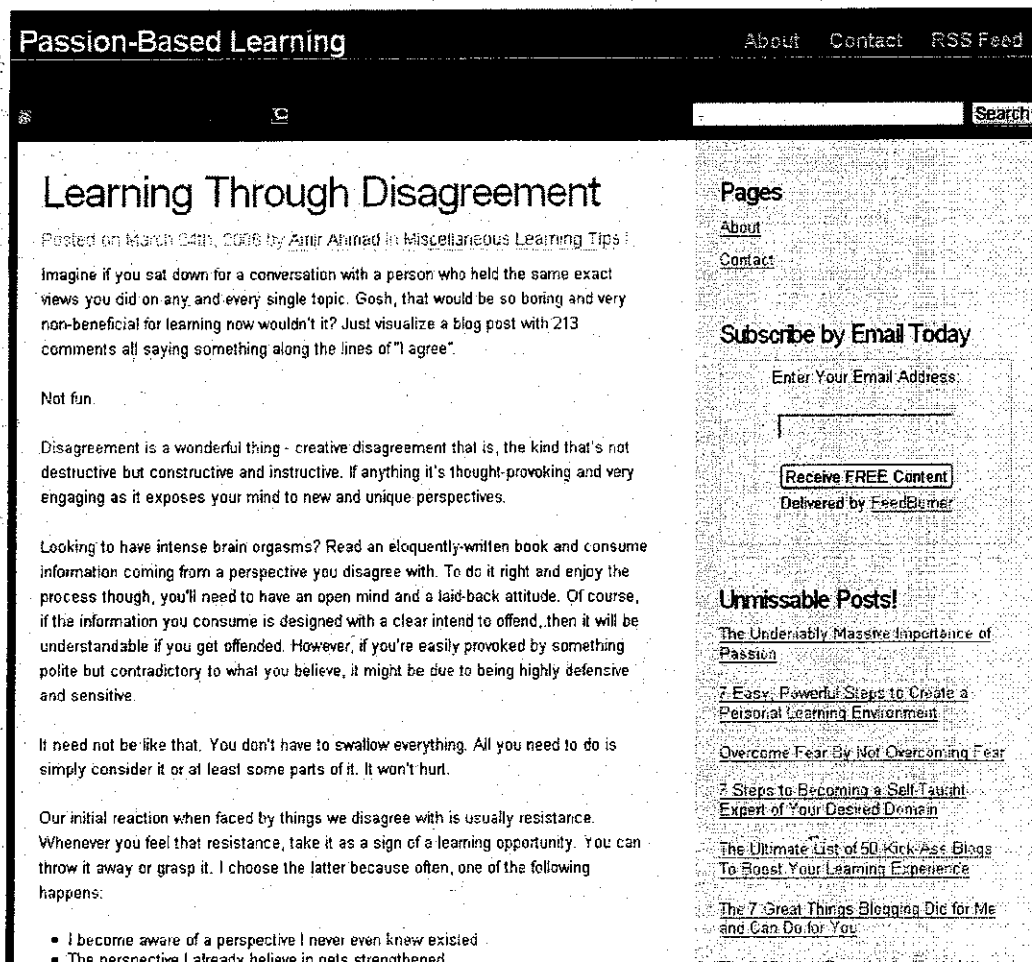 Passion-Based Learning
About Contact RSS Feed
Search
Learning Through Disagreement
Posted on March 24th, 2008 by Amir Ahmad in Miscellaneous Learning Tips
Imagine if you sat down for a conversation with a person who held the same exact
views you did on any and every single topic. Gosh, that would be so boring and very
non-beneficial for learning now wouldn't it? Just visualize a blog post with 213
comments all saying something along the lines of "I agree".
Not fun.
Disagreement is a wonderful thing - creative disagreement that is, the kind that's not
destructive but constructive and instructive. If anything it's thought-provoking and very
engaging as it exposes your mind to new and unique perspectives.
Looking to have intense brain orgasms? Read an eloquently-written book and consume
information coming from a perspective you disagree with. To do it right and enjoy the
process though, you'll need to have an open mind and a laid-back attitude. Of course,
if the information you consume is designed with a clear intend to offend, then it will be
understandable if you get offended. However, if you're easily provoked by something
polite but contradictory to what you believe, it might be due to being highly defensive
and sensitive.
It need not be like that. You don't have to swallow everything. All you need to do is
simply consider it or at least some parts of it. It won't hurt.
Our initial reaction when faced by things we disagree with is usually resistance.
Whenever you feel that resistance, take it as a sign of a learning opportunity. You can
throw it away or grasp it. I choose the latter because often, one of the following
happens:
• I become aware of a perspective I never even knew existed
• The perspective I already believe in gets strengthened
Pages
About
Contact
Subscribe by Email Today
Enter Your Email Address:
Receive FREE Content
Delivered by FeedBurner
Unmissable Posts!
The Undeniably Massive Importance of
Passion
7 Easy, Powerful Steps to Create a
Personal Learning Environment
Overcome Fear By Not Overcoming Fear
7 Steps to Becoming a Self-Taught
Expert of Your Desired Domain
The Ultimate List of 50 Kick-Ass Blogs
To Boost Your Learning Experience
The 7 Great Things Blogging Did for Me
and Can Do for You